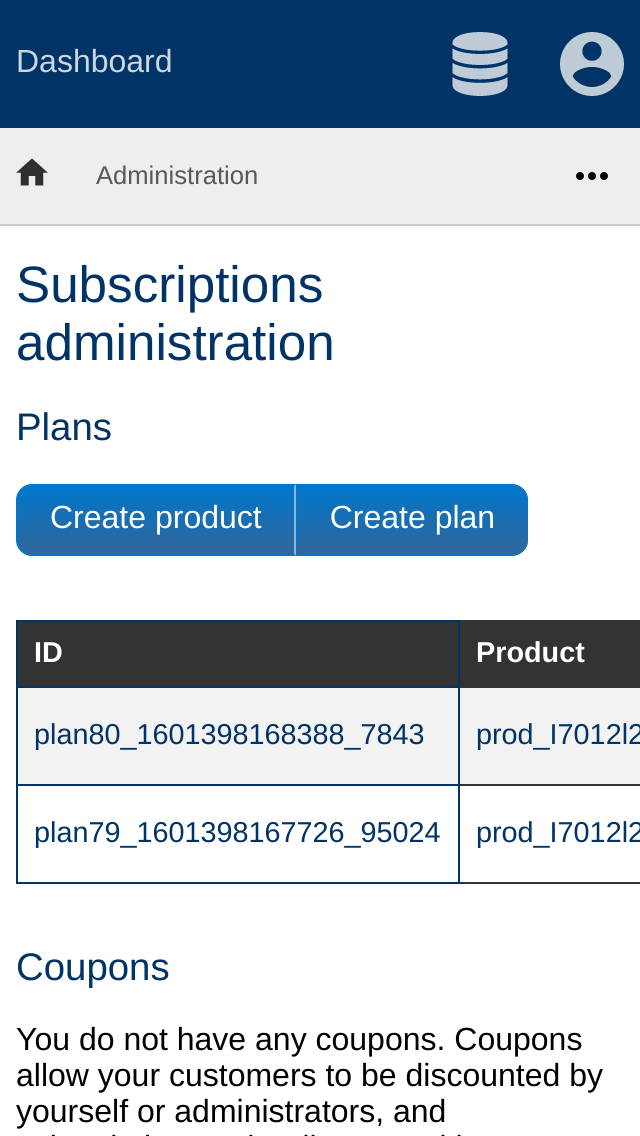 Dashboard
Administration
Subscriptions
administration
Plans
Create product
Create plan
ID
Product
plan80_1601398168388_7843
prod_I7012l2
plan79_1601398167726_95024
prod_I7012l2
Coupons
You do not have any coupons. Coupons
allow your customers to be discounted by
yourself or administrators, and